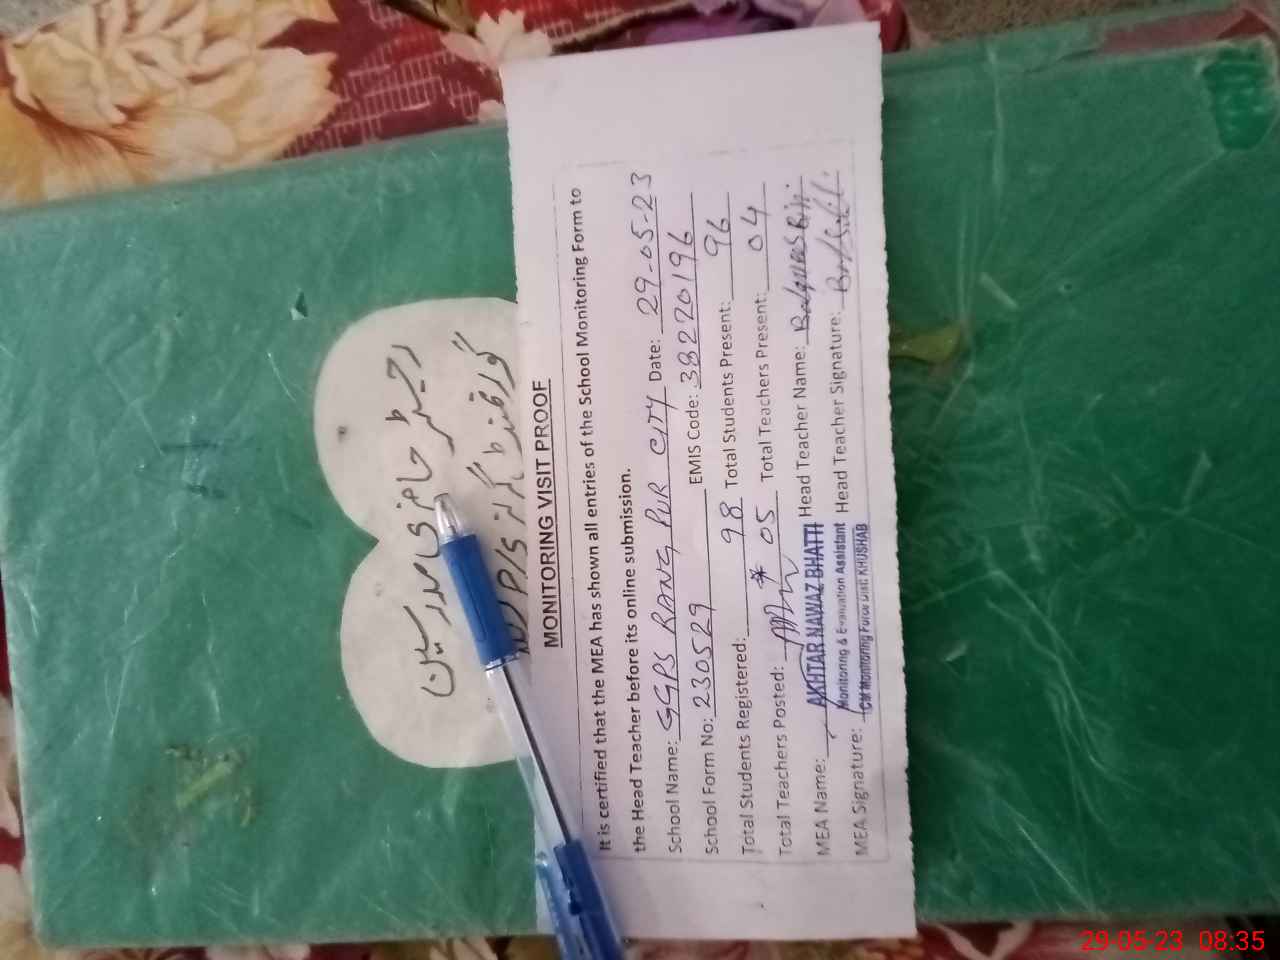 رجسٹر حاضری مدرسین
گورنمنٹ گرلز
MONITORING VISIT PROOF
It is certified that the MEA has shown all entries of the School Monitoring Form to
the Head Teacher before its online submission.
School Name: GGPS RANG PUR CITY Date: 29-05-23
School Form No: 230529 EMIS Code: 38220196
Total Students Registered: 98 Total Students Present: 96
Total Teachers Posted: 05 Total Teachers Present: 04
MEA Name: AKHTAR NAWAZ BHATTI Head Teacher Name: Balqees Bibi
Monitoring & Evaluation Assistant
MEA Signature: CM Monitoring Force Distt: KHUSHAB Head Teacher Signature:
29-05-23 08:35